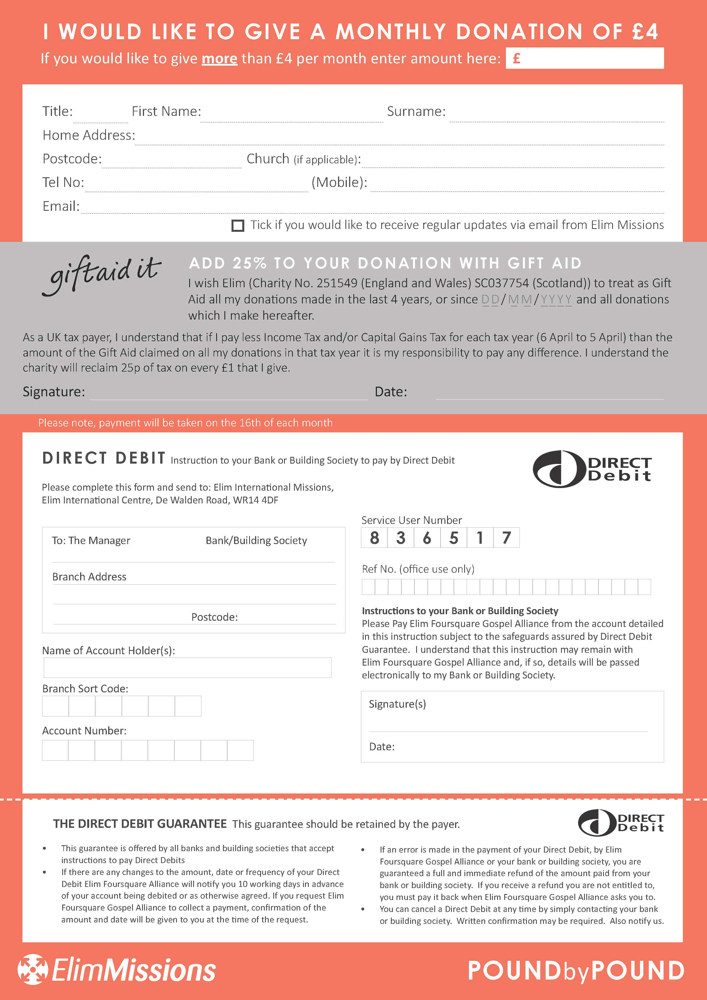 I WOULD LIKE TO GIVE A MONTHLY DONATION OF £4
If you would like to give more than £4 per month enter amount here: £
Title: First Name: Surname:
Home Address:
Postcode: Church (if applicable):
Tel No: (Mobile):
Email:
Tick if you would like to receive regular updates via email from Elim Missions
giftaid it
ADD 25% TO YOUR DONATION WITH GIFT AID
I wish Elim (Charity No. 251549 (England and Wales) SC037754 (Scotland)) to treat as Gift
Aid all my donations made in the last 4 years, or since DD/MM/YYYY and all donations
which I make hereafter.
As a UK tax payer, I understand that if I pay less Income Tax and/or Capital Gains Tax for each tax year (6 April to 5 April) than the
amount of the Gift Aid claimed on all my donations in that tax year it is my responsibility to pay any difference. I understand the
charity will reclaim 25p of tax on every £1 that I give.
Signature: Date:
Please note, payment will be taken on the 16th of each month
DIRECT DEBIT Instruction to your Bank or Building Society to pay by Direct Debit
DIRECT
Debit
Please complete this form and send to: Elim International Missions,
Elim International Centre, De Walden Road, WR14 4DF
To: The Manager Bank/Building Society
Branch Address
Postcode:
Name of Account Holder(s):
Branch Sort Code:
Account Number:
Service User Number
8 3 6 5 1 7
Ref No. (office use only)
Instructions to your Bank or Building Society
Please Pay Elim Foursquare Gospel Alliance from the account detailed
in this instruction subject to the safeguards assured by Direct Debit
Guarantee. I understand that this instruction may remain with
Elim Foursquare Gospel Alliance and, if so, details will be passed
electronically to my Bank or Building Society.
Signature(s)
Date:
THE DIRECT DEBIT GUARANTEE This guarantee should be retained by the payer.
DIRECT
Debit
• This guarantee is offered by all banks and building societies that accept
instructions to pay Direct Debits
• If there are any changes to the amount, date or frequency of your Direct
Debit Elim Foursquare Alliance will notify you 10 working days in advance
of your account being debited or as otherwise agreed. If you request Elim
Foursquare Gospel Alliance to collect a payment, confirmation of the
amount and date will be given to you at the time of the request.
• If an error is made in the payment of your Direct Debit, by Elim
Foursquare Gospel Alliance or your bank or building society, you are
guaranteed a full and immediate refund of the amount paid from your
bank or building society. If you receive a refund you are not entitled to,
you must pay it back when Elim Foursquare Gospel Alliance asks you to.
• You can cancel a Direct Debit at any time by simply contacting your bank
or building society. Written confirmation may be required. Also notify us.
ElimMissions
POUNDbyPOUND